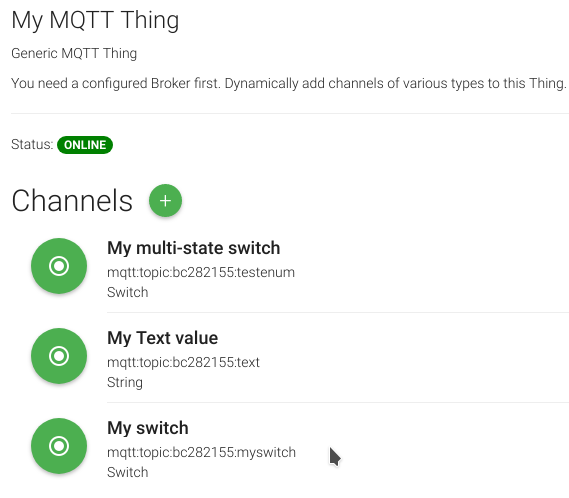 My MQTT Thing
Generic MQTT Thing
You need a configured Broker first. Dynamically add channels of various types to this Thing.
Status: ONLINE
Channels +
My multi-state switch
mqtt:topic:bc282155:testenum
Switch
My Text value
mqtt:topic:bc282155:text
String
My switch
mqtt:topic:bc282155:myswitch
Switch